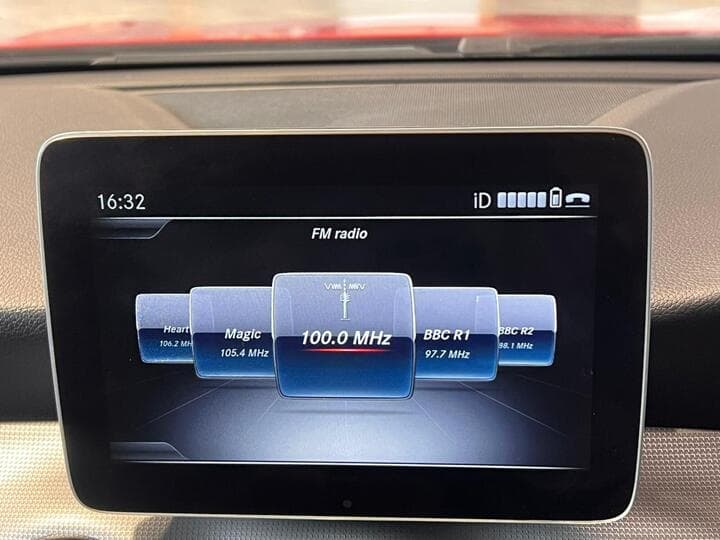 16:32
iD
FM radio
Heart
106.2 MH
Magic
105.4 MHz
100.0 MHz
BBC R1
97.7 MHz
BBC R2
88.1 MHz